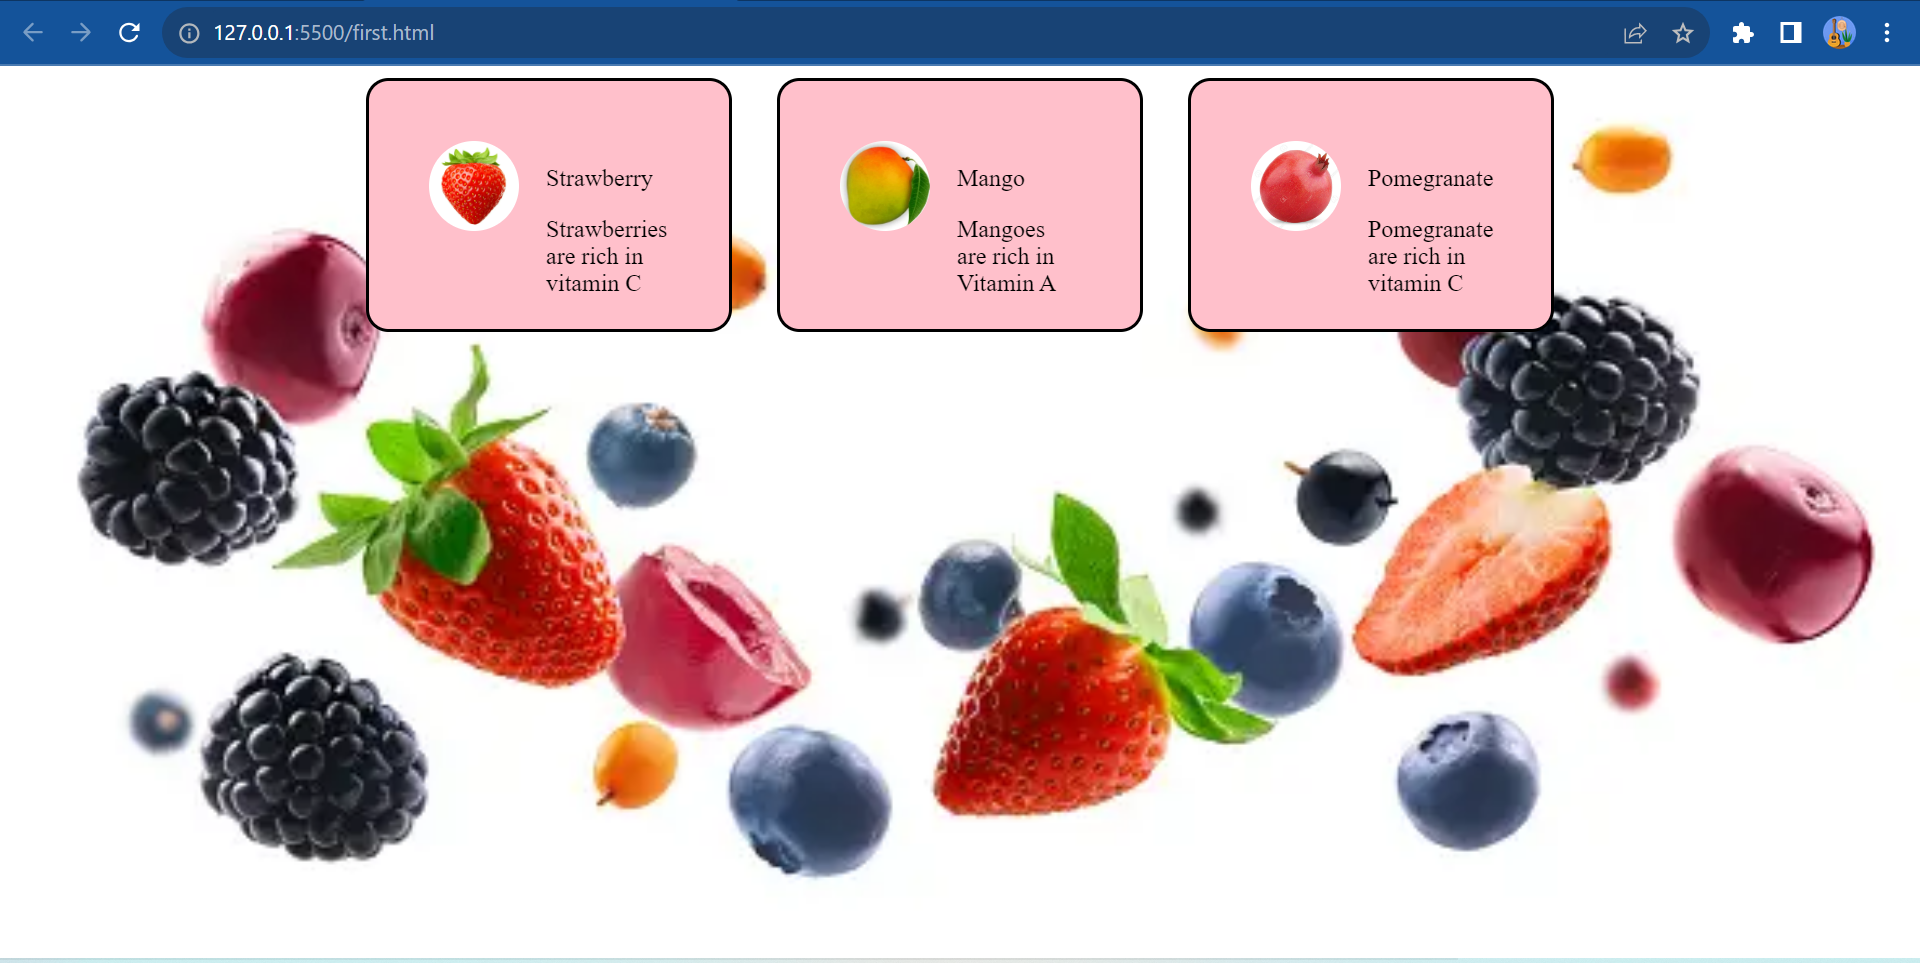 127.0.0.1:5500/first.html
Strawberry
Strawberries
are rich in
vitamin C
Mango
Mangoes
are rich in
Vitamin A
Pomegranate
Pomegranate
are rich in
vitamin C